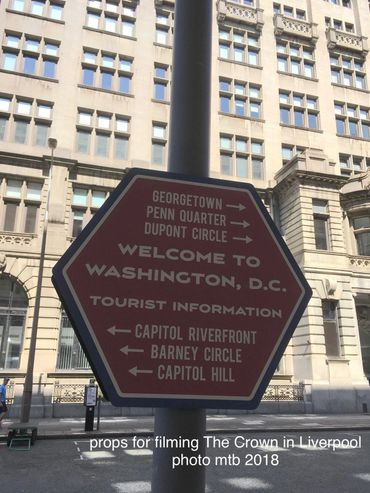 GEORGETOWN →
PENN QUARTER →
DUPONT CIRCLE →
WELCOME TO
WASHINGTON, D.C.
TOURIST INFORMATION
← CAPITOL RIVERFRONT
← BARNEY CIRCLE
← CAPITOL HILL
props for filming The Crown in Liverpool
photo mtb 2018